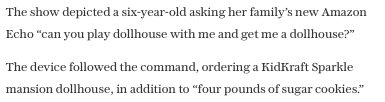 The show depicted a six-year-old asking her family’s new Amazon
Echo “can you play dollhouse with me and get me a dollhouse?”
The device followed the command, ordering a KidKraft Sparkle
mansion dollhouse, in addition to “four pounds of sugar cookies.”